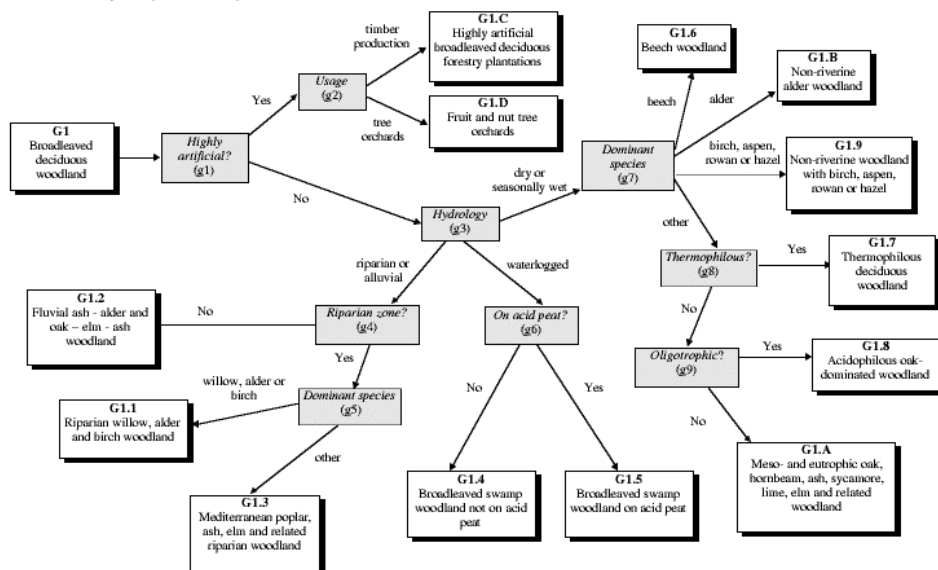 G1
Broadleaved
deciduous
woodland
Highly
artificial?
(g1)
Yes
No
Usage
(g2)
timber
production
tree
orchards
G1.C
Highly artificial
broadleaved deciduous
forestry plantations
G1.D
Fruit and nut tree
orchards
Hydrology
(g3)
dry or
seasonally wet
riparian or
alluvial
waterlogged
Dominant
species
(g7)
beech
alder
birch, aspen,
rowan or hazel
other
G1.6
Beech woodland
G1.B
Non-riverine
alder woodland
G1.9
Non-riverine woodland
with birch, aspen,
rowan or hazel
Thermophilous?
(g8)
Yes
No
G1.7
Thermophilous
deciduous
woodland
Oligotrophic?
(g9)
Yes
No
G1.8
Acidophilous oak-
dominated woodland
G1.A
Meso- and eutrophic oak,
hornbeam, ash, sycamore,
lime, elm and related
woodland
Riparian zone?
(g4)
No
Yes
G1.2
Fluvial ash - alder and
oak – elm - ash
woodland
Dominant species
(g5)
willow, alder or
birch
other
G1.1
Riparian willow, alder
and birch woodland
G1.3
Mediterranean poplar,
ash, elm and related
riparian woodland
On acid peat?
(g6)
No
Yes
G1.4
Broadleaved swamp
woodland not on acid
peat
G1.5
Broadleaved swamp
woodland on acid peat